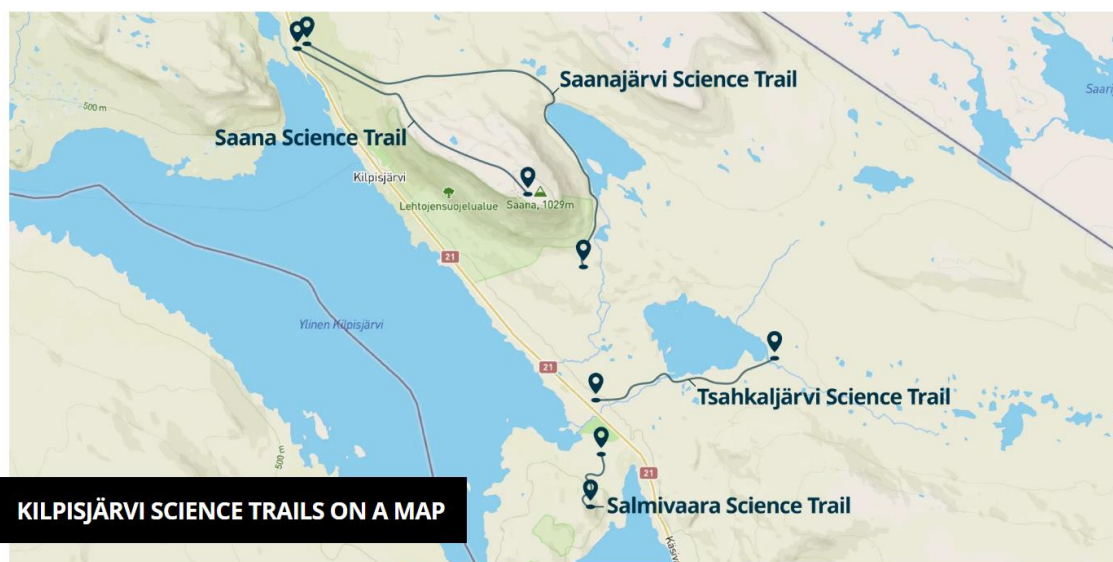 Saanajärvi Science Trail
Saana Science Trail
500 m
Kilpisjärvi
Lehtojensuojelualue
Saana, 1029m
21
Ylinen Kilpisjärvi
21
Tsahkaljärvi Science Trail
500 m
21
Salmivaara Science Trail
KILPISJÄRVI SCIENCE TRAILS ON A MAP